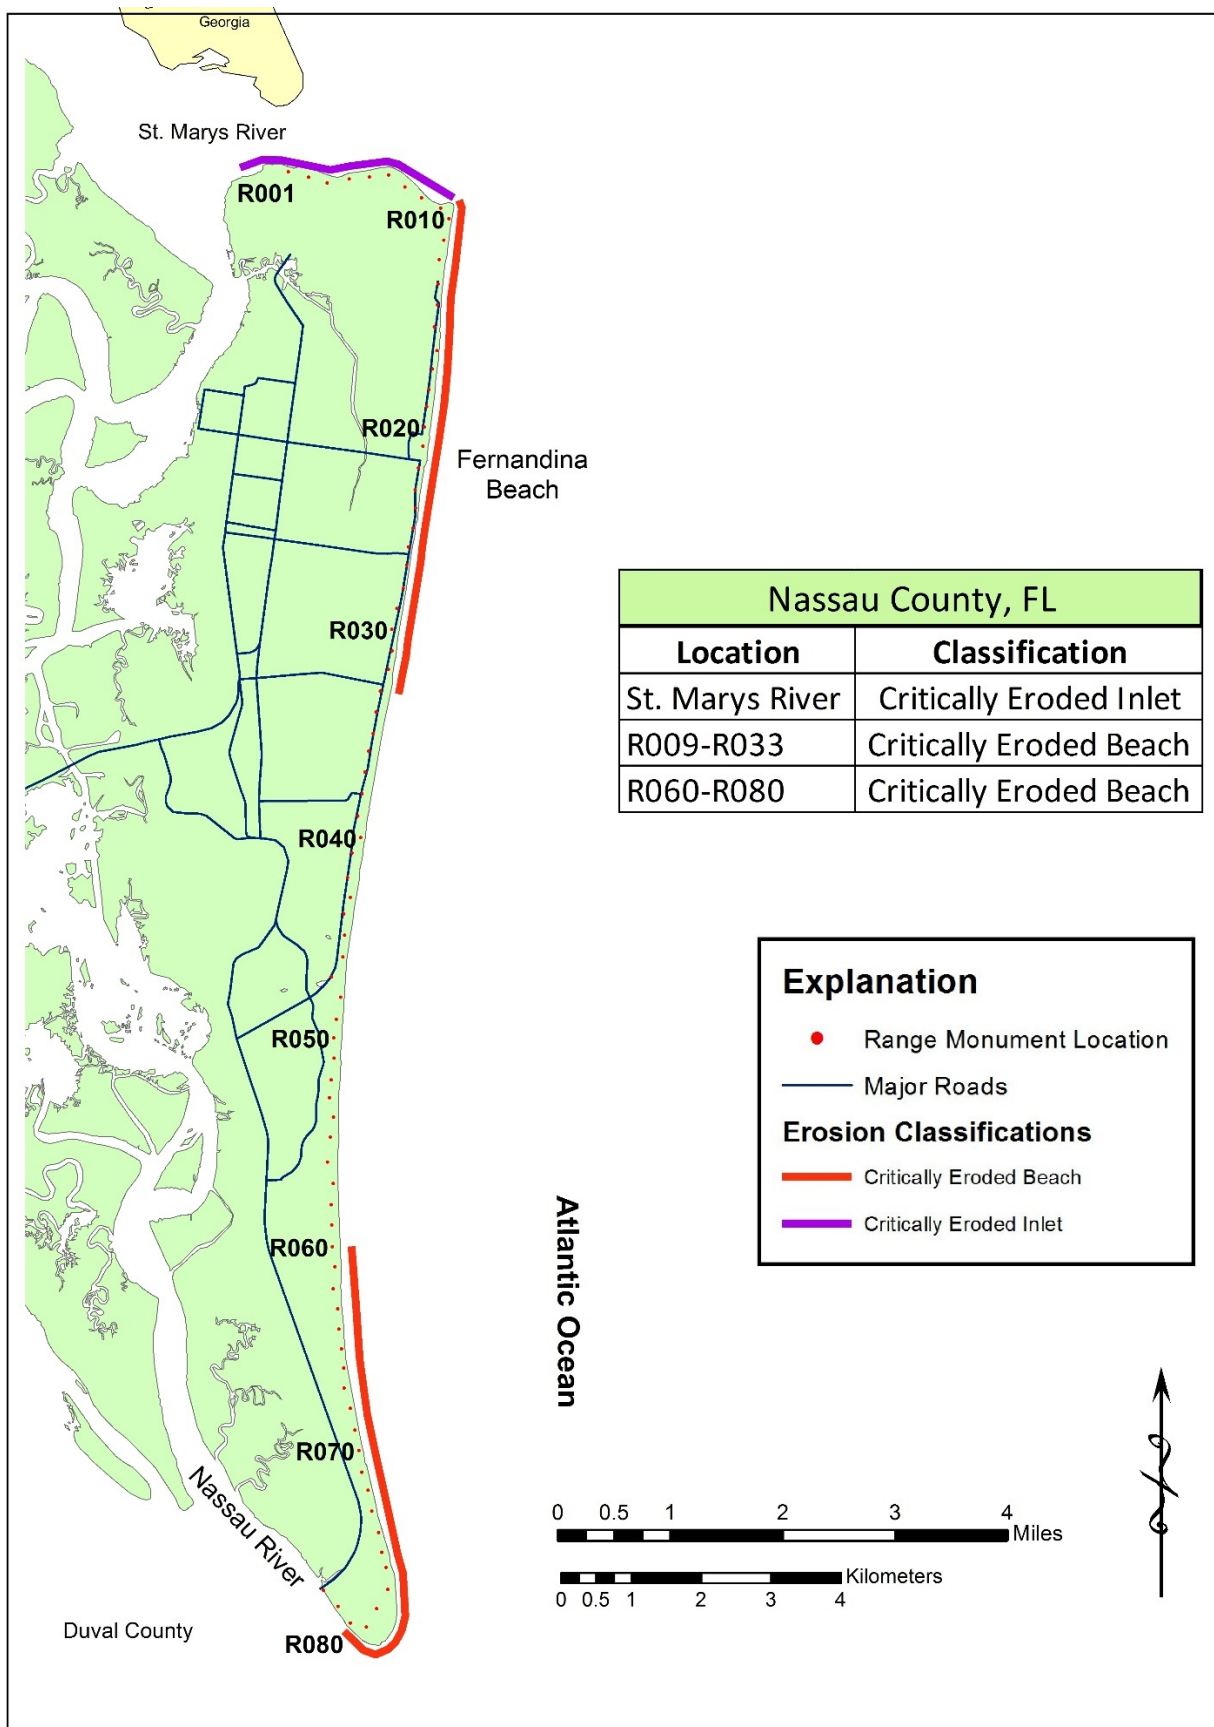 Georgia
St. Marys River
R001
R010
R020
Fernandina
Beach
R030
Nassau County, FL
Location Classification
St. Marys River Critically Eroded Inlet
R009-R033 Critically Eroded Beach
R060-R080 Critically Eroded Beach
R040
Explanation
Range Monument Location
Major Roads
Erosion Classifications
Critically Eroded Beach
Critically Eroded Inlet
R050
R060
Atlantic Ocean
R070
Nassau River
0 0.5 1 2 3 4
Miles
Kilometers
0 0.5 1 2 3 4
N
Duval County
R080